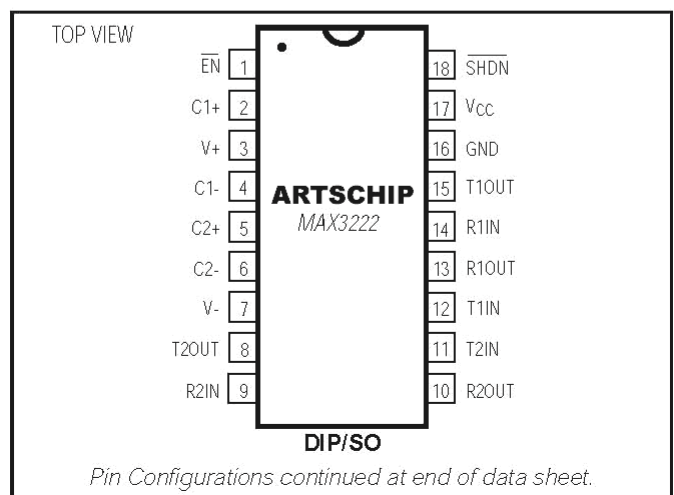 TOP VIEW
EN 1
18 SHDN
C1+ 2
17 VCC
V+ 3
16 GND
C1- 4
15 T1OUT
ARTSCHIP
MAX3222
C2+ 5
14 R1IN
C2- 6
13 R1OUT
V- 7
12 T1IN
T2OUT 8
11 T2IN
R2IN 9
10 R2OUT
DIP/SO
Pin Configurations continued at end of data sheet.